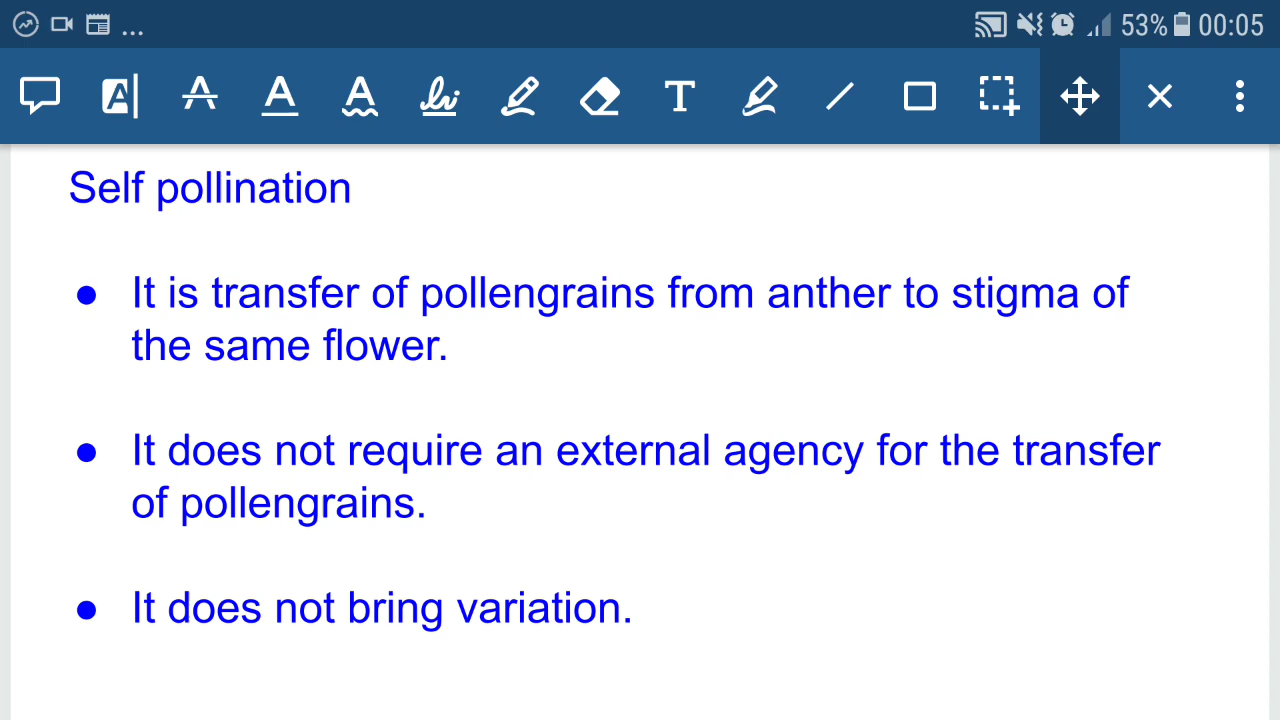 ... 53% 00:05
A A A A T
Self pollination
● It is transfer of pollengrains from anther to stigma of
the same flower.
● It does not require an external agency for the transfer
of pollengrains.
● It does not bring variation.